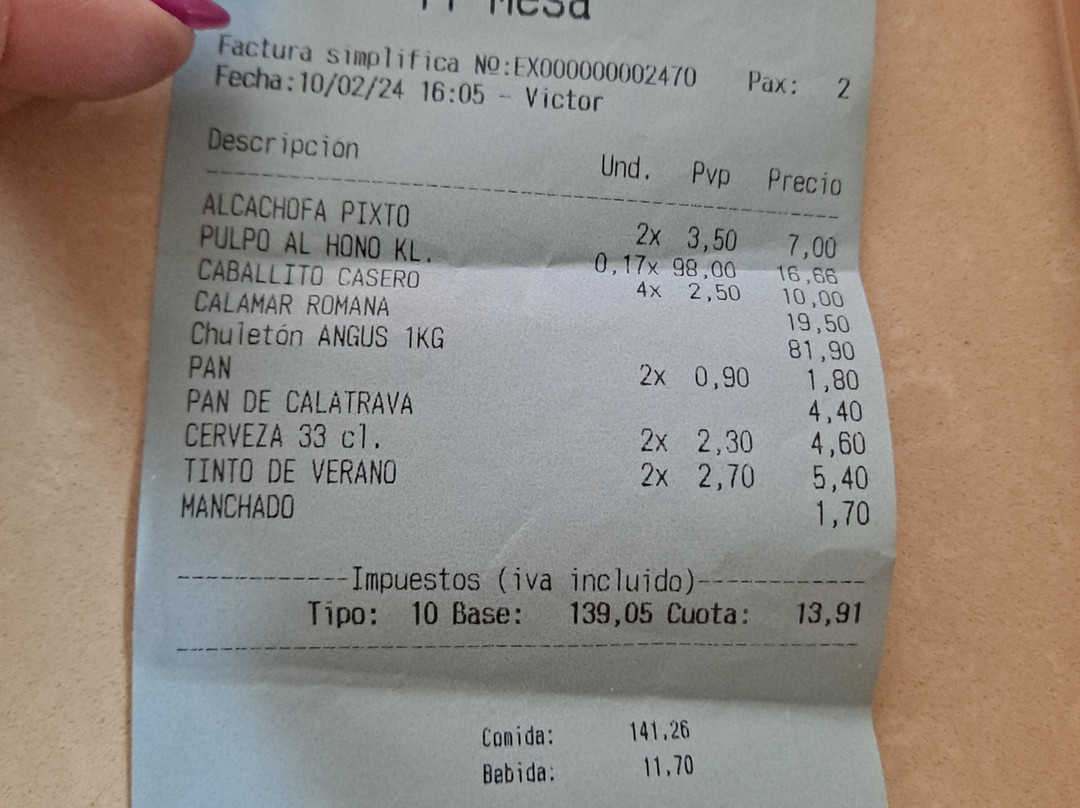 Mesa
Factura simplifica Nº:EX000000002470 Pax: 2
Fecha:10/02/24 16:05 - Victor
Descripción Und. Pvp Precio
ALCACHOFA PIXTO 2x 3,50 7,00
PULPO AL HONO KL. 0,17x 98,00 16,66
CABALLITO CASERO 4x 2,50 10,00
CALAMAR ROMANA 19,50
Chuletón ANGUS 1KG 81,90
PAN 2x 0,90 1,80
PAN DE CALATRAVA 4,40
CERVEZA 33 cl. 2x 2,30 4,60
TINTO DE VERANO 2x 2,70 5,40
MANCHADO 1,70
------------Impuestos (iva incluido)------------
Tipo: 10 Base: 139,05 Cuota: 13,91
Comida: 141,26
Bebida: 11,70